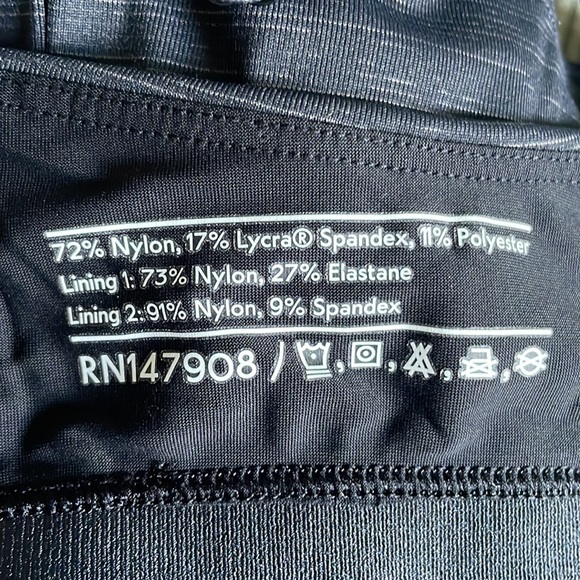 72% Nylon, 17% Lycra® Spandex, 11% Polyester
Lining 1: 73% Nylon, 27% Elastane
Lining 2: 91% Nylon, 9% Spandex
RN147908 /